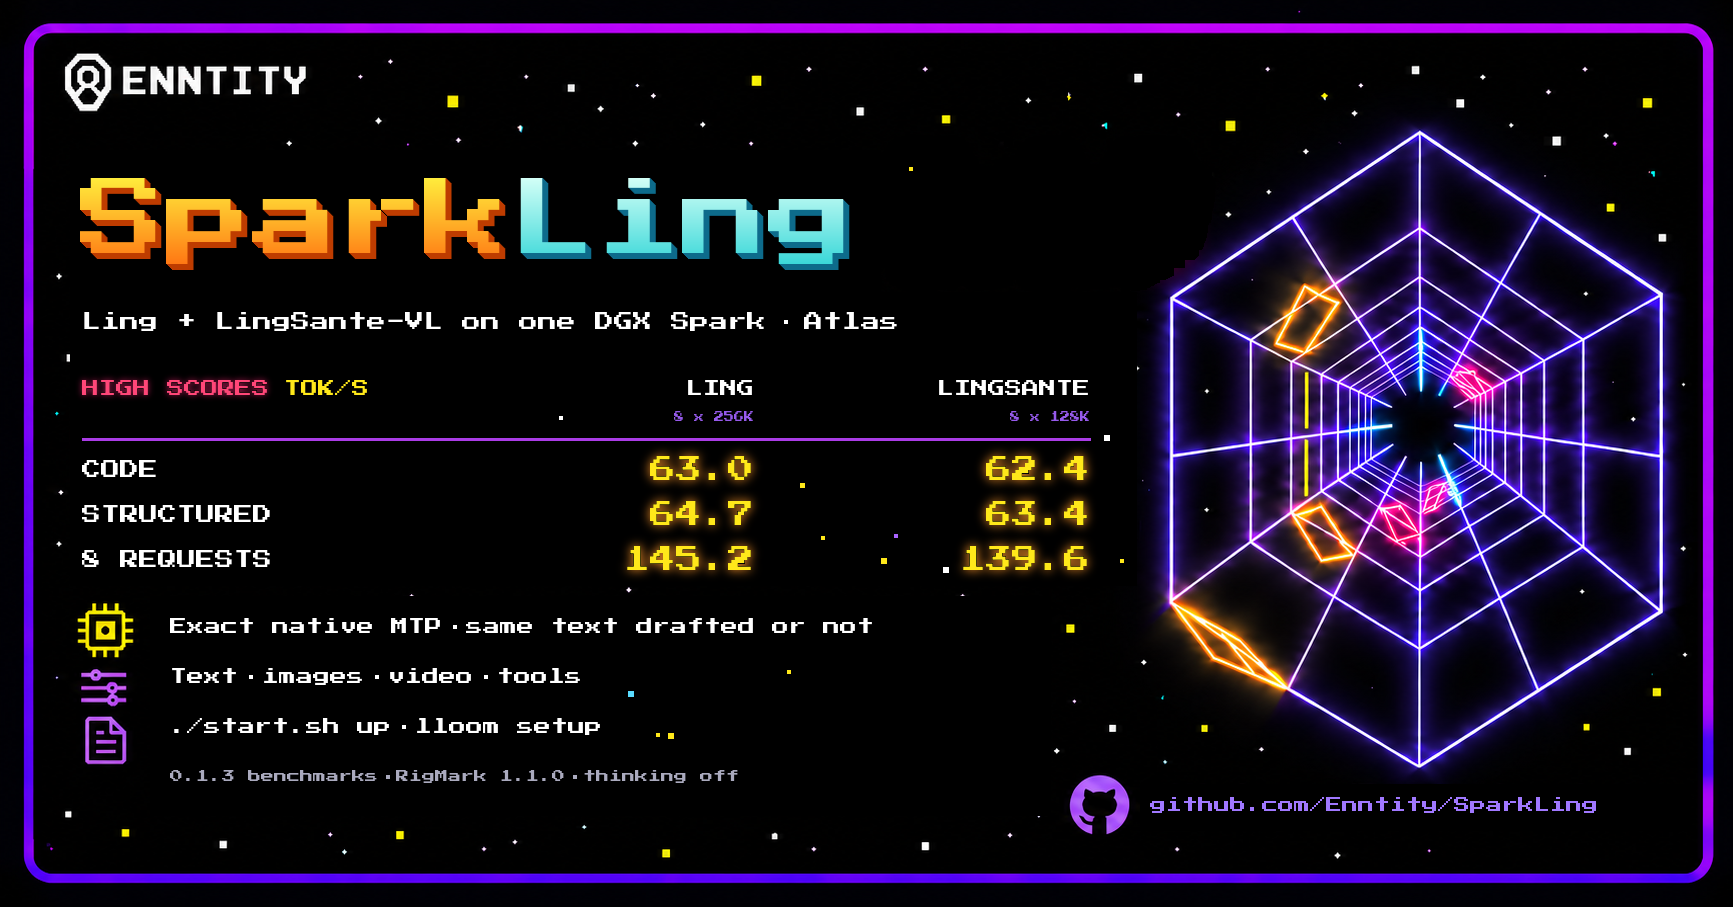 ENNTITY
SparkLing
Ling + LingSante-VL on one DGX Spark · Atlas
HIGH SCORES TOK/S LING LINGSANTE
8 x 256K 8 x 128K
CODE 63.0 62.4
STRUCTURED 64.7 63.4
8 REQUESTS 145.2 139.6
Exact native MTP · same text drafted or not
Text · images · video · tools
./start.sh up · lloom setup
0.1.3 benchmarks · RigMark 1.1.0 · thinking off
github.com/Enntity/SparkLing